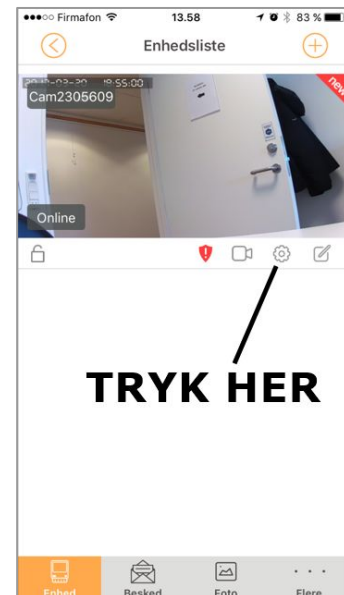 Firmafon 13.58 83 %
Enhedsliste
Cam2305609
new
Online
TRYK HER
Enhed Besked Foto Flere